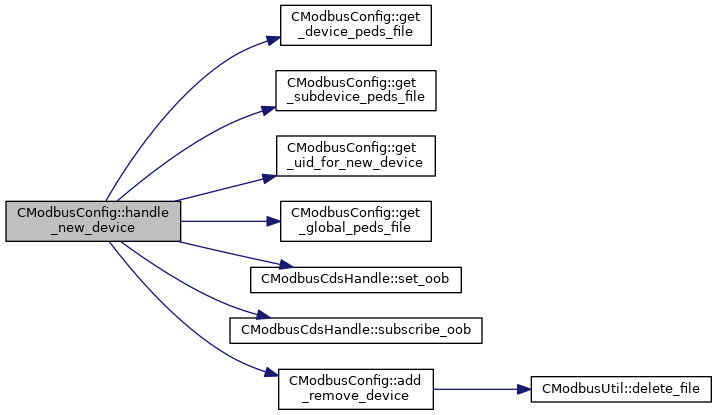 CModbusConfig::get
_device_peds_file
CModbusConfig::get
_subdevice_peds_file
CModbusConfig::get
_uid_for_new_device
CModbusConfig::handle
_new_device
CModbusConfig::get
_global_peds_file
CModbusCdsHandle::set_oob
CModbusCdsHandle::subscribe_oob
CModbusConfig::add
_remove_device
CModbusUtil::delete_file